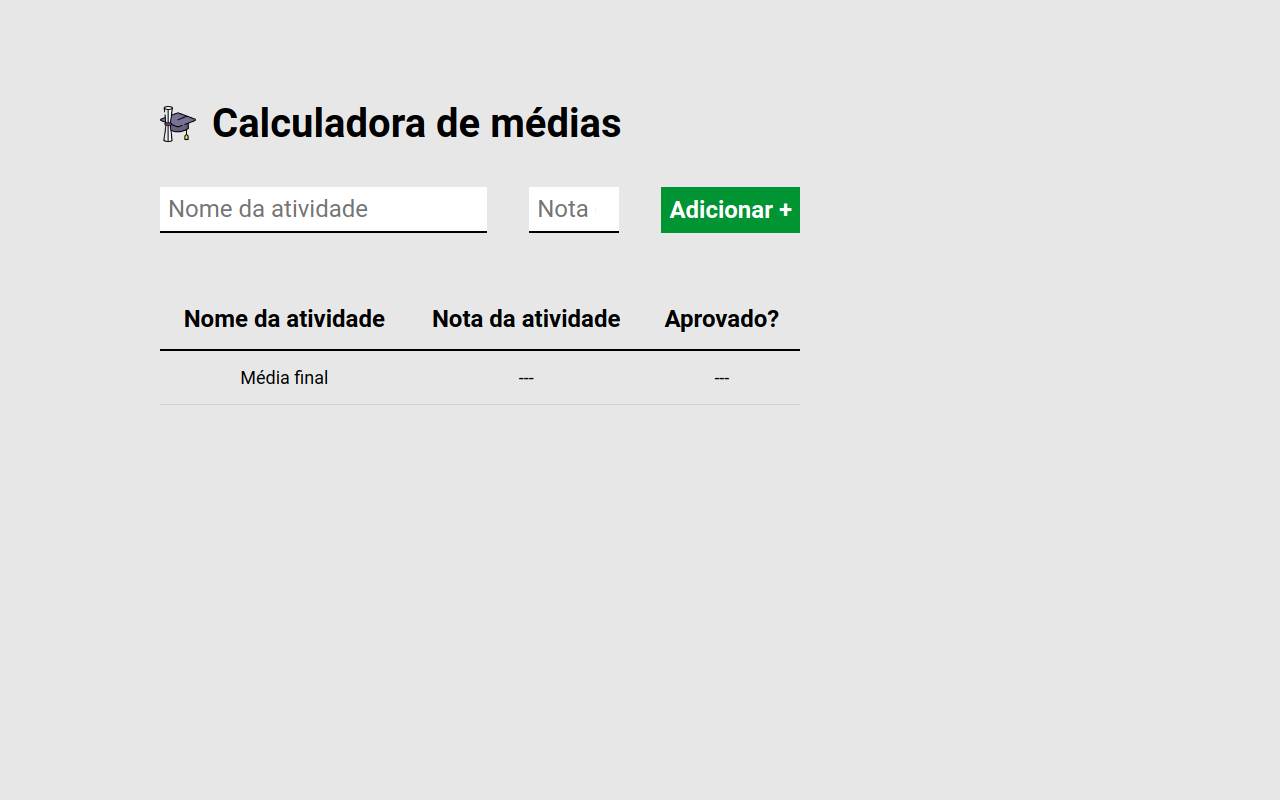 Calculadora de médias
Nome da atividade Nota Adicionar +
Nome da atividade Nota da atividade Aprovado?
Média final --- ---